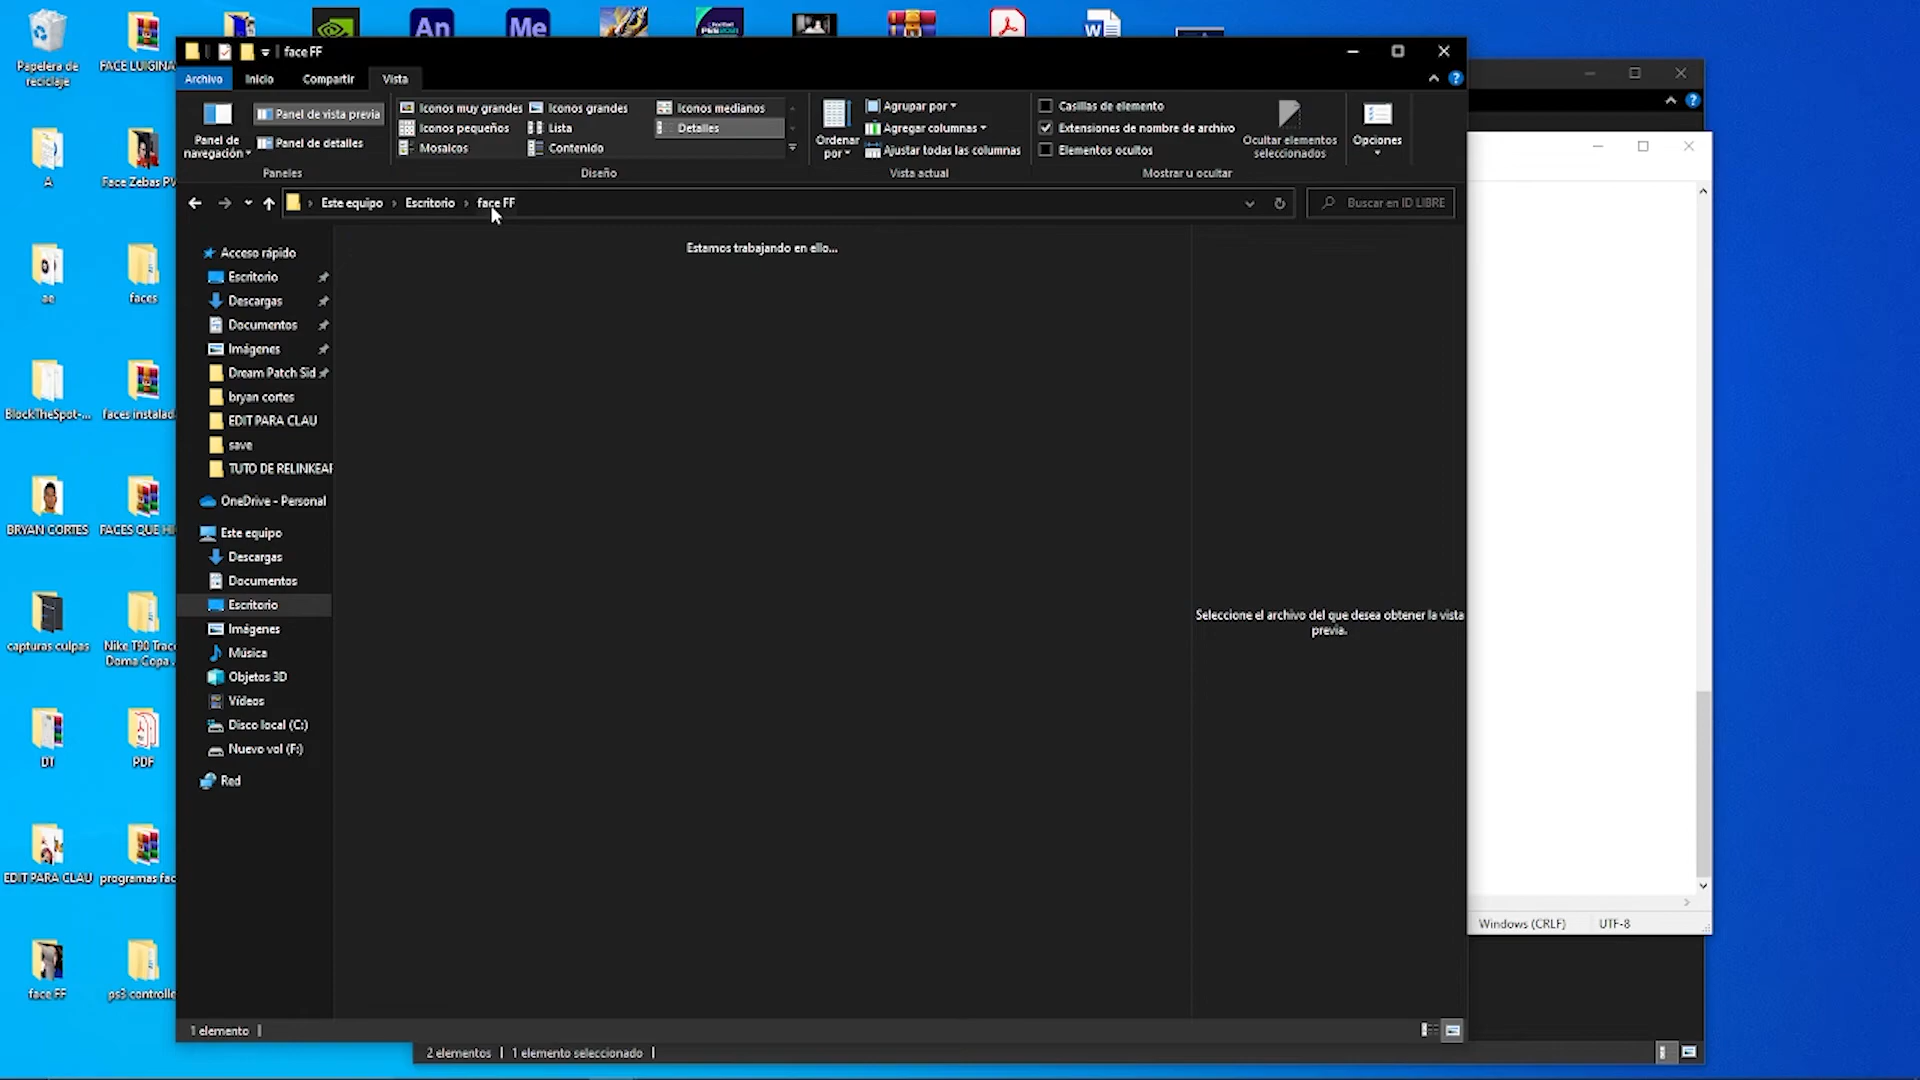 Papelera de
reciclaje
FACE LUIGINA
A
Face Zebas PV
ae
faces
BlockTheSpot-...
faces instalad
BRYAN CORTES
FACES QUE HI
capturas culpas
Nike T90 Trac
Doma Copa .
DT
PDF
EDIT PARA CLAU
programas fac
face FF
ps3 controlle
An
Me
face FF
Archivo
Inicio
Compartir
Vista
Panel de
navegación
Panel de vista previa
Panel de detalles
Paneles
Iconos muy grandes
Iconos grandes
Iconos medianos
Iconos pequeños
Lista
Detalles
Mosaicos
Contenido
Diseño
Ordenar
por
Agrupar por
Agregar columnas
Ajustar todas las columnas
Vista actual
Casillas de elemento
Extensiones de nombre de archivo
Elementos ocultos
Ocultar elementos
seleccionados
Mostrar u ocultar
Opciones
Este equipo > Escritorio > face FF
Buscar en ID LIBRE
Acceso rápido
Escritorio
Descargas
Documentos
Imágenes
Dream Patch Sid
bryan cortes
EDIT PARA CLAU
save
TUTO DE RELINKEAR
OneDrive - Personal
Este equipo
Descargas
Documentos
Escritorio
Imágenes
Música
Objetos 3D
Vídeos
Disco local (C:)
Nuevo vol (F:)
Red
Estamos trabajando en ello...
Seleccione el archivo del que desea obtener la vista
previa.
1 elemento
Windows (CRLF)
UTF-8
2 elementos
1 elemento seleccionado